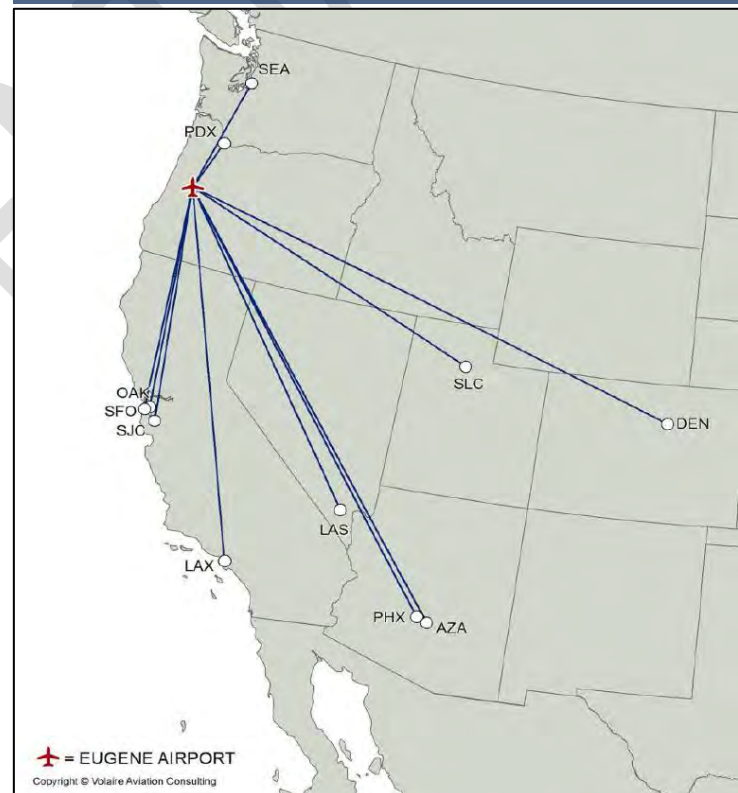 SEA
PDX
SLC
OAK
SFO
SJC
DEN
LAS
LAX
PHX
AZA
= EUGENE AIRPORT
Copyright © Volaire Aviation Consulting